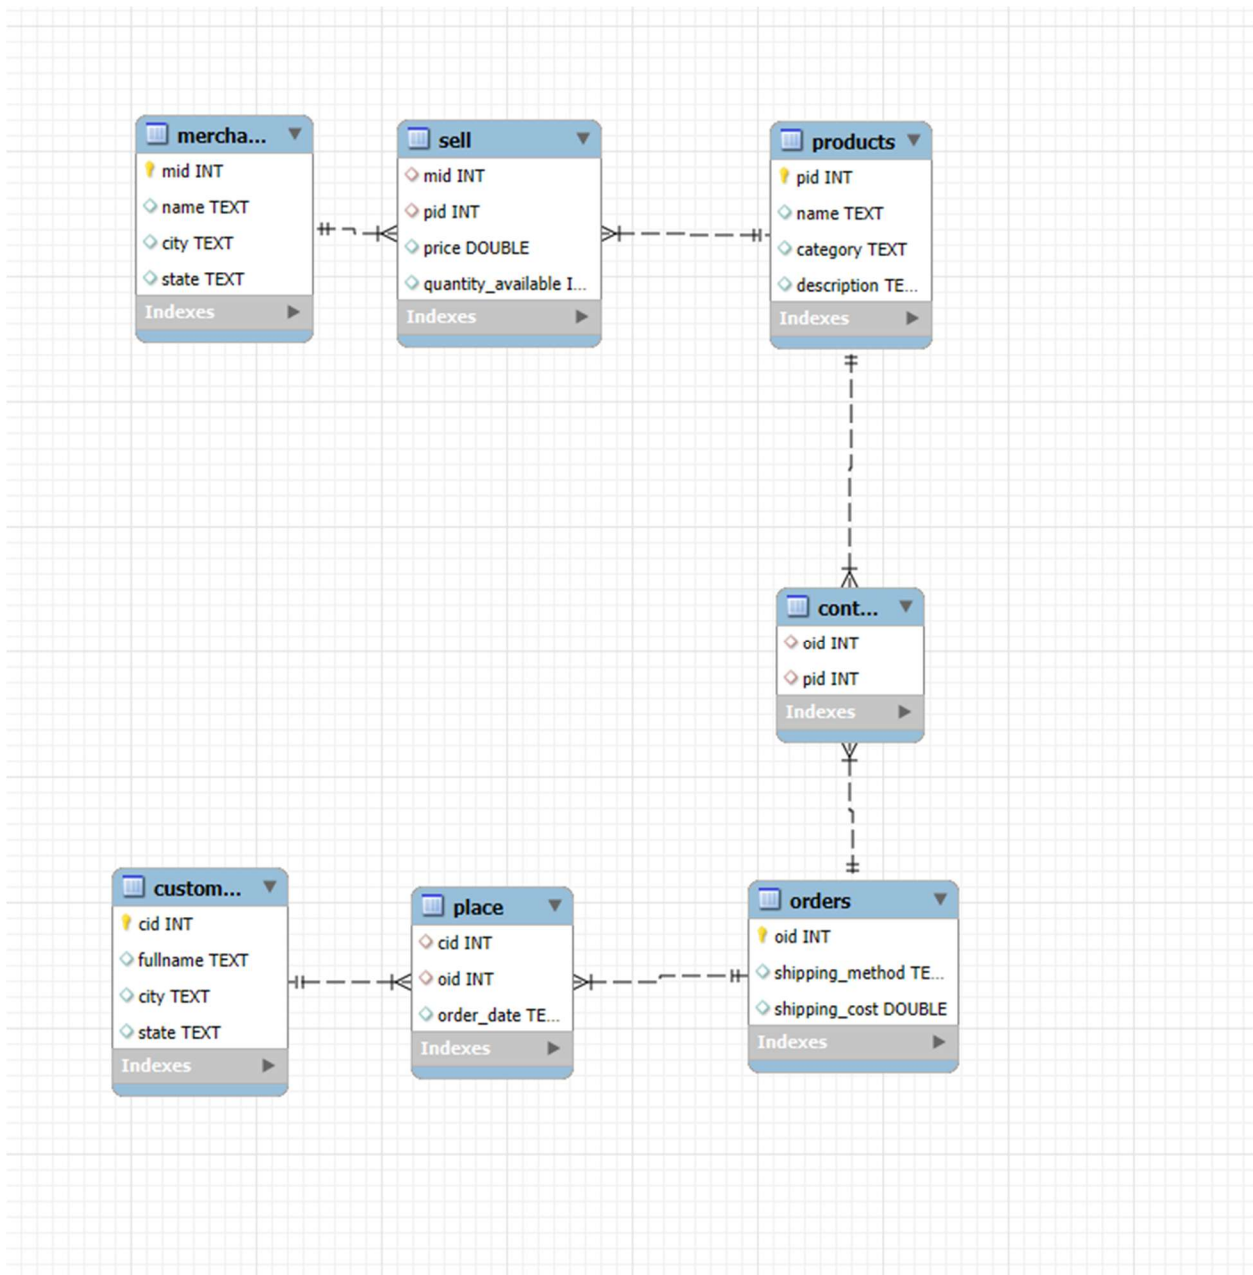 mercha...
mid INT
name TEXT
city TEXT
state TEXT
Indexes
sell
mid INT
pid INT
price DOUBLE
quantity_available I...
Indexes
products
pid INT
name TEXT
category TEXT
description TE...
Indexes
cont...
oid INT
pid INT
Indexes
custom...
cid INT
fullname TEXT
city TEXT
state TEXT
Indexes
place
cid INT
oid INT
order_date TE...
Indexes
orders
oid INT
shipping_method TE...
shipping_cost DOUBLE
Indexes